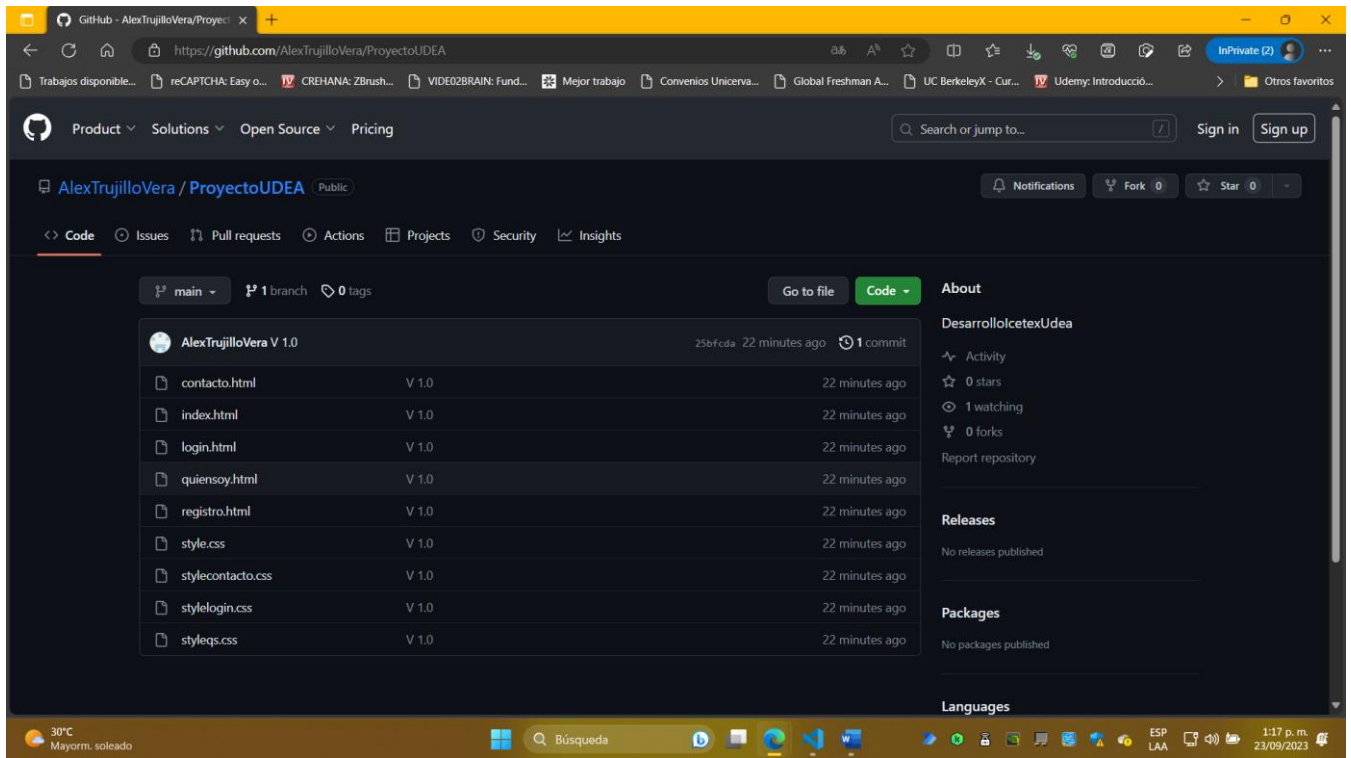 GitHub - AlexTrujilloVera/Proyect
https://github.com/AlexTrujilloVera/ProyectoUDEA
InPrivate (2)
Trabajos disponible... reCAPTCHA: Easy o... CREHANA: ZBrush... VIDE02BRAIN: Fund... Mejor trabajo Convenios Unicerva... Global Freshman A... UC BerkeleyX - Cur... Udemy: Introducció... Otros favoritos
Product Solutions Open Source Pricing
Search or jump to... /
Sign in Sign up
AlexTrujilloVera / ProyectoUDEA Public
Notifications Fork 0 Star 0
Code Issues Pull requests Actions Projects Security Insights
main 1 branch 0 tags
Go to file Code
AlexTrujilloVera V 1.0 25bfcda 22 minutes ago 1 commit
contacto.html V 1.0 22 minutes ago
index.html V 1.0 22 minutes ago
login.html V 1.0 22 minutes ago
quiensoy.html V 1.0 22 minutes ago
registro.html V 1.0 22 minutes ago
style.css V 1.0 22 minutes ago
stylecontacto.css V 1.0 22 minutes ago
stylelogin.css V 1.0 22 minutes ago
styleqs.css V 1.0 22 minutes ago
About
DesarrolloIcetexUdea
Activity
0 stars
1 watching
0 forks
Report repository
Releases
No releases published
Packages
No packages published
Languages
30°C
Mayorm. soleado
Búsqueda
ESP
LAA
1:17 p. m.
23/09/2023